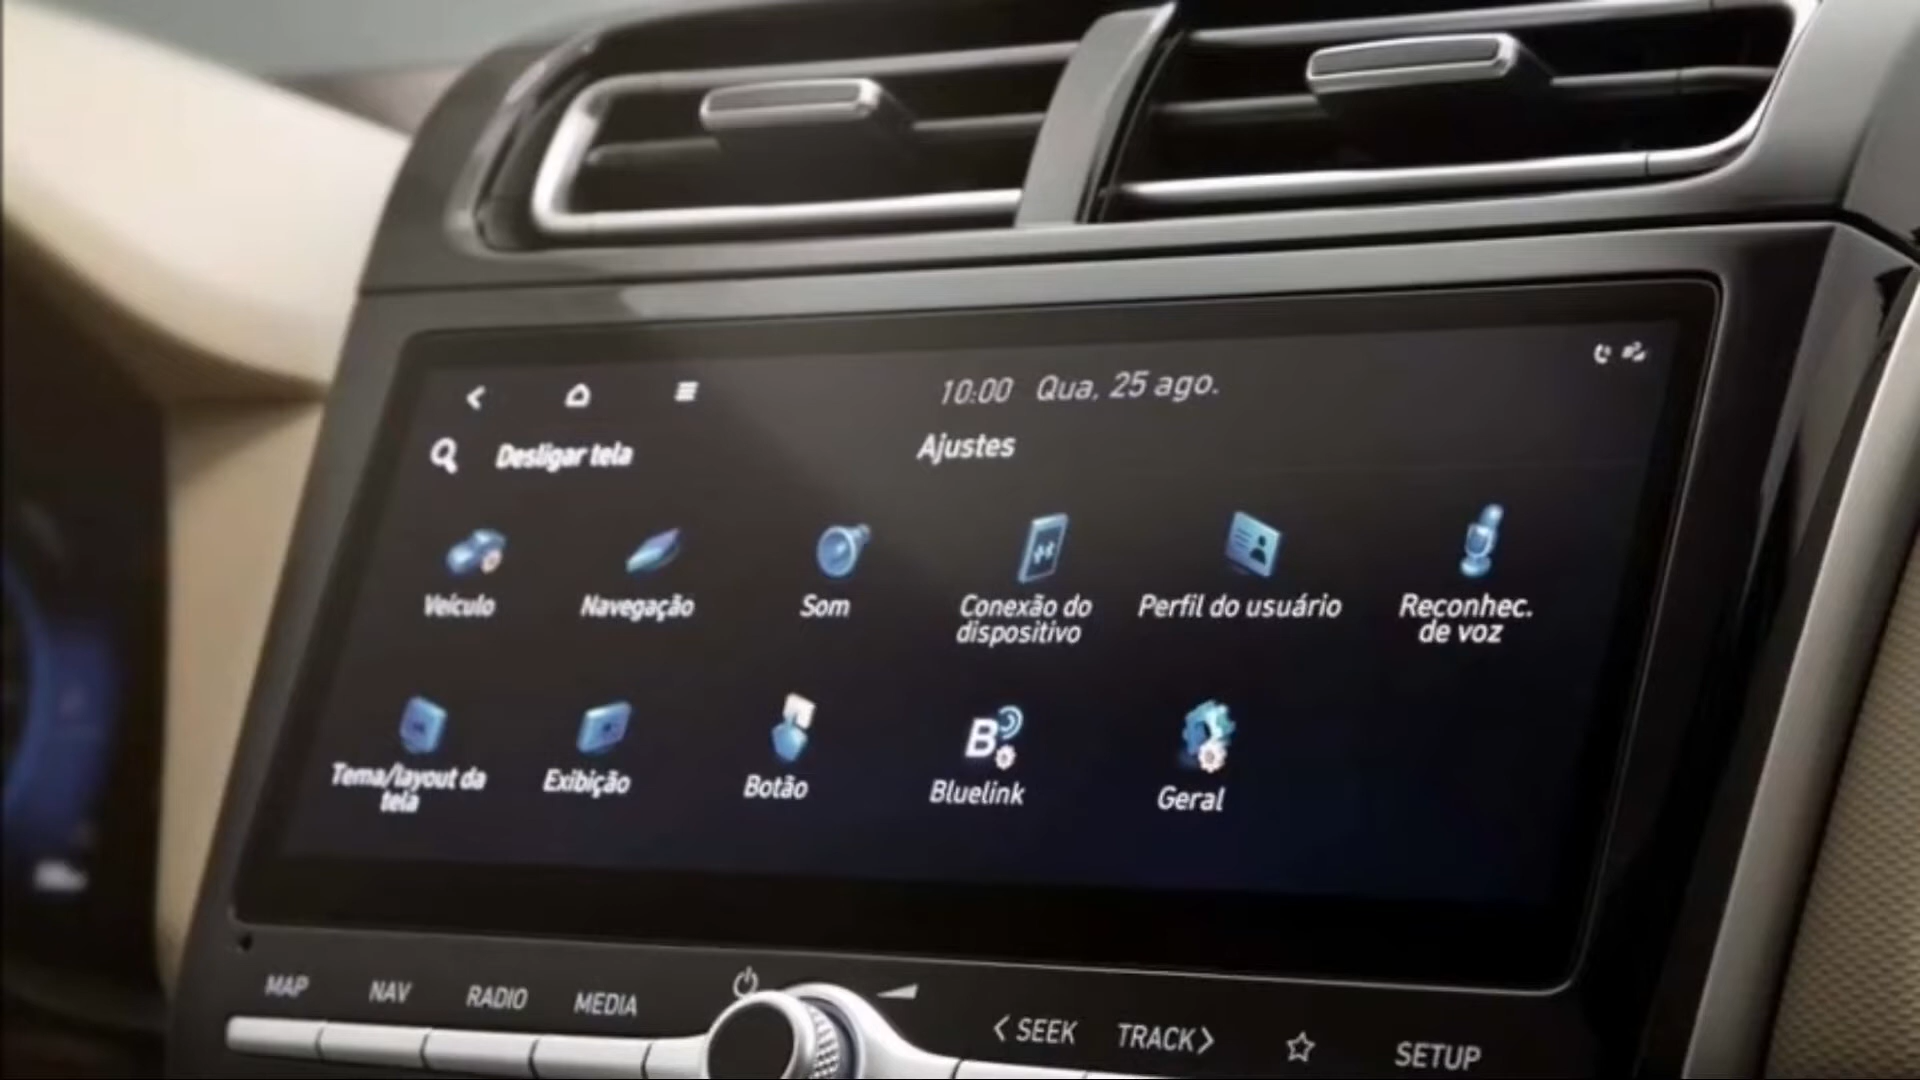 10:00 Qua, 25 ago.
Desligar tela
Ajustes
Veículo
Navegação
Som
Conexão do
dispositivo
Perfil do usuário
Reconhec.
de voz
Tema/layout da
tela
Exibição
Botão
Bluelink
Geral
MAP
NAV
RADIO
MEDIA
< SEEK
TRACK >
SETUP